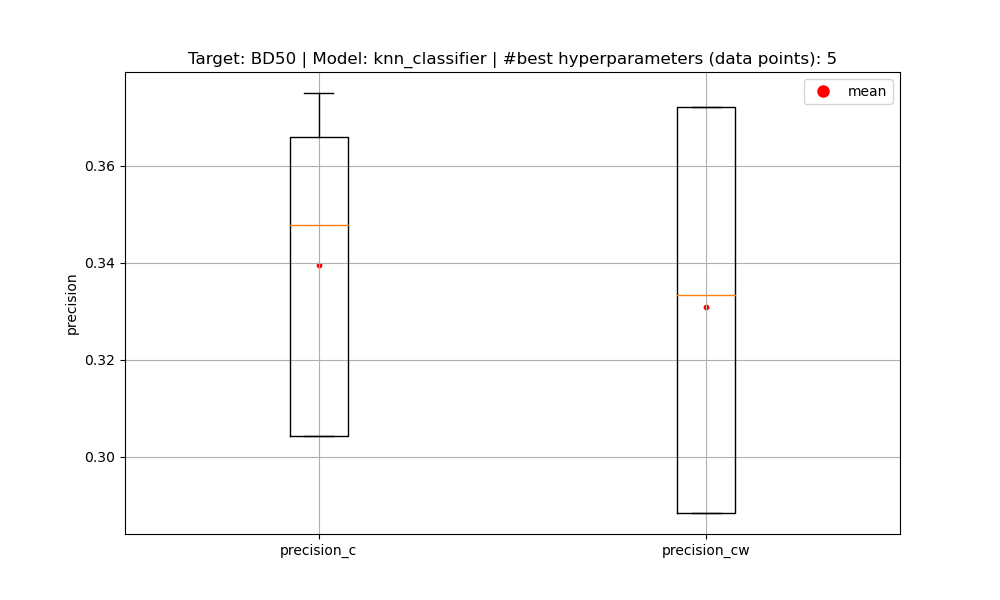 Target: BD50 | Model: knn_classifier | #best hyperparameters (data points): 5
mean
0.36
0.34
0.32
0.30
precision
precision_c
precision_cw